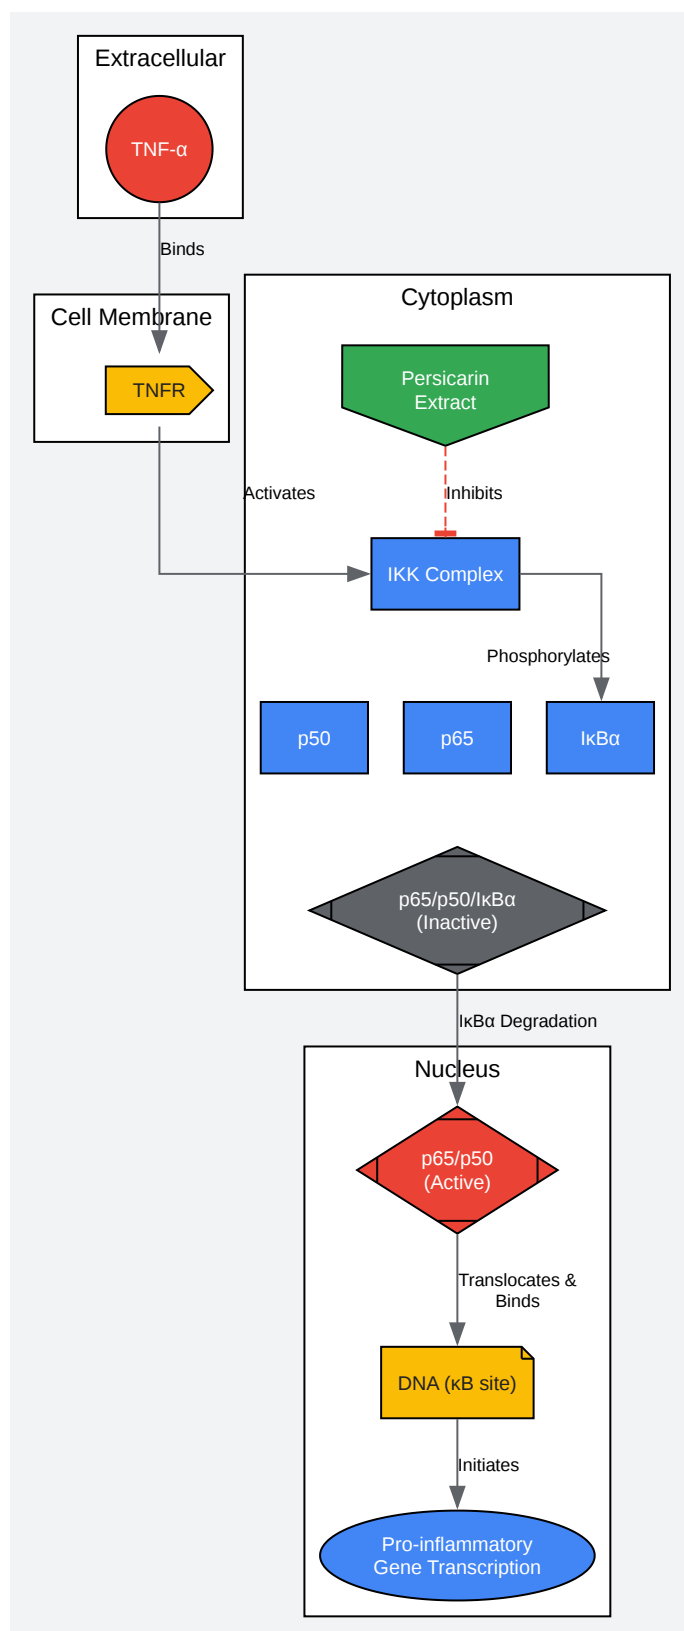 Extracellular
TNF-α
Binds
Cell Membrane
TNFR
Cytoplasm
Persicarin
Extract
Activates
Inhibits
IKK Complex
Phosphorylates
p50
p65
IκBα
p65/p50/IκBα
(Inactive)
IκBα Degradation
Nucleus
p65/p50
(Active)
Translocates &
Binds
DNA (κB site)
Initiates
Pro-inflammatory
Gene Transcription